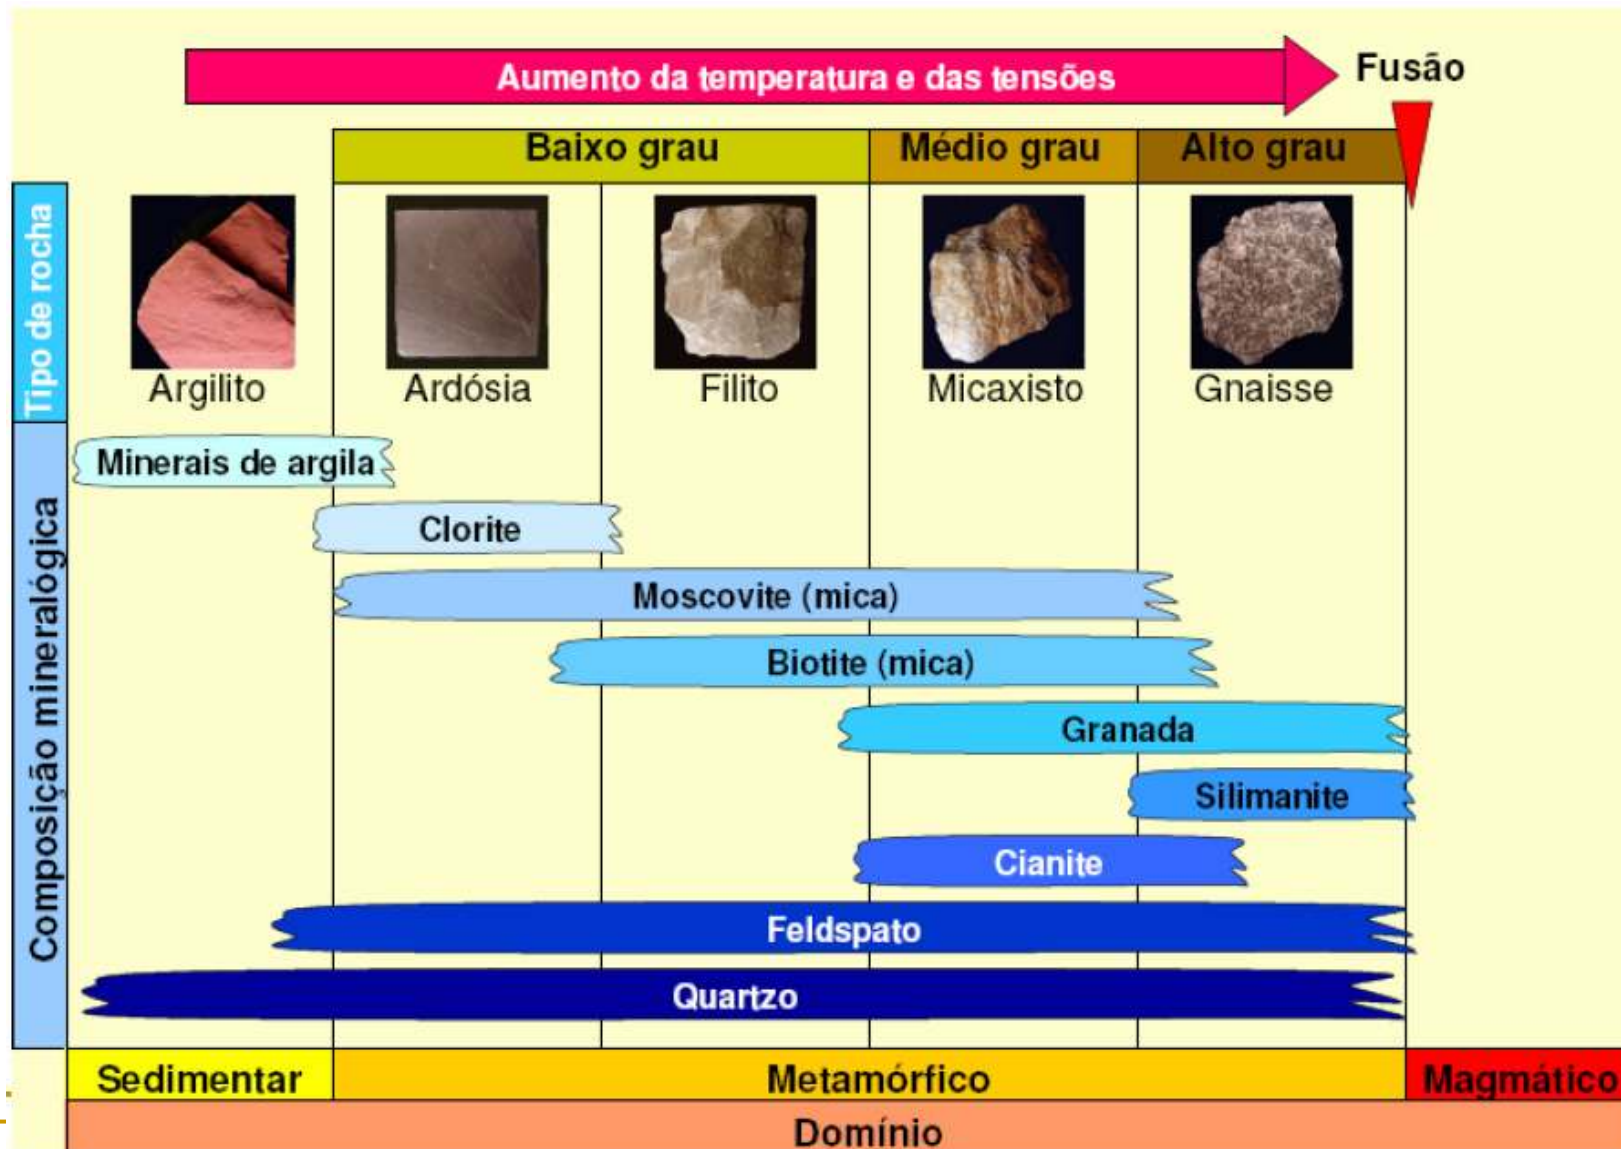 Aumento da temperatura e das tensões
Fusão
Baixo grau
Médio grau
Alto grau
Tipo de rocha
Argilito
Ardósia
Filito
Micaxisto
Gnaisse
Composição mineralógica
Minerais de argila
Clorite
Moscovite (mica)
Biotite (mica)
Granada
Silimanite
Cianite
Feldspato
Quartzo
Sedimentar
Metamórfico
Magmático
Domínio